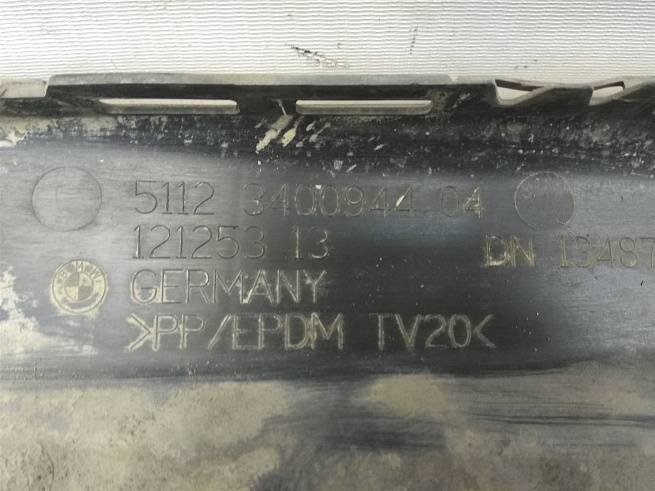 5112 3400944.04
121253 13
DN 13487
GERMANY
>PP/EPDM TV20<